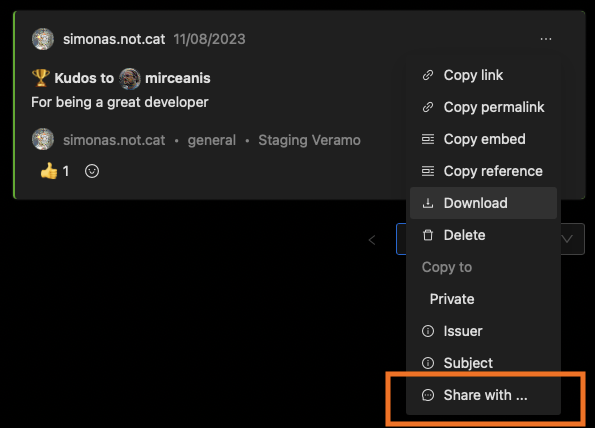 simonas.not.cat 11/08/2023
Kudos to mirceanis
For being a great developer
simonas.not.cat • general • Staging Veramo
1
Copy link
Copy permalink
Copy embed
Copy reference
Download
Delete
Copy to
Private
Issuer
Subject
Share with ...